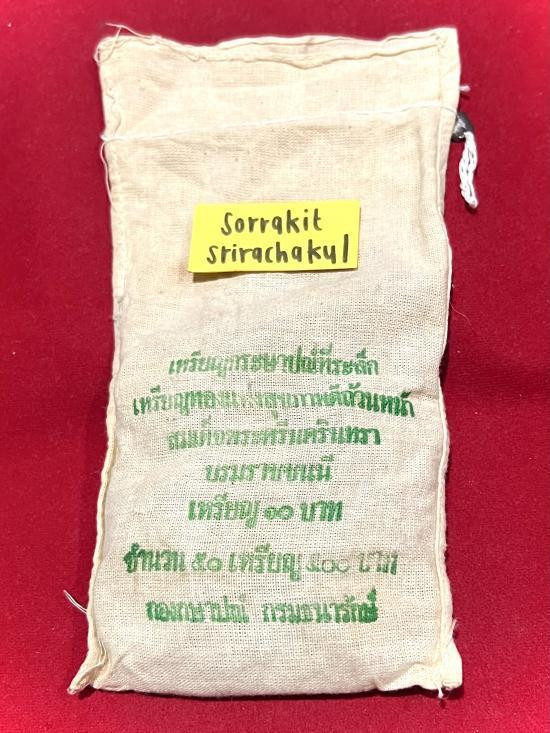 Sorrakit
Srirachakul
เหรียญกระษาปณ์ที่ระลึก
เหรียญทองแห่งสุขภาพดีถ้วนหน้า
สมเด็จพระศรีนครินทรา
บรมราชชนนี
เหรียญ ๑๐ บาท
จำนวน ๕๐ เหรียญ ๕๐๐ บาท
กองกษาปณ์ กรมธนารักษ์